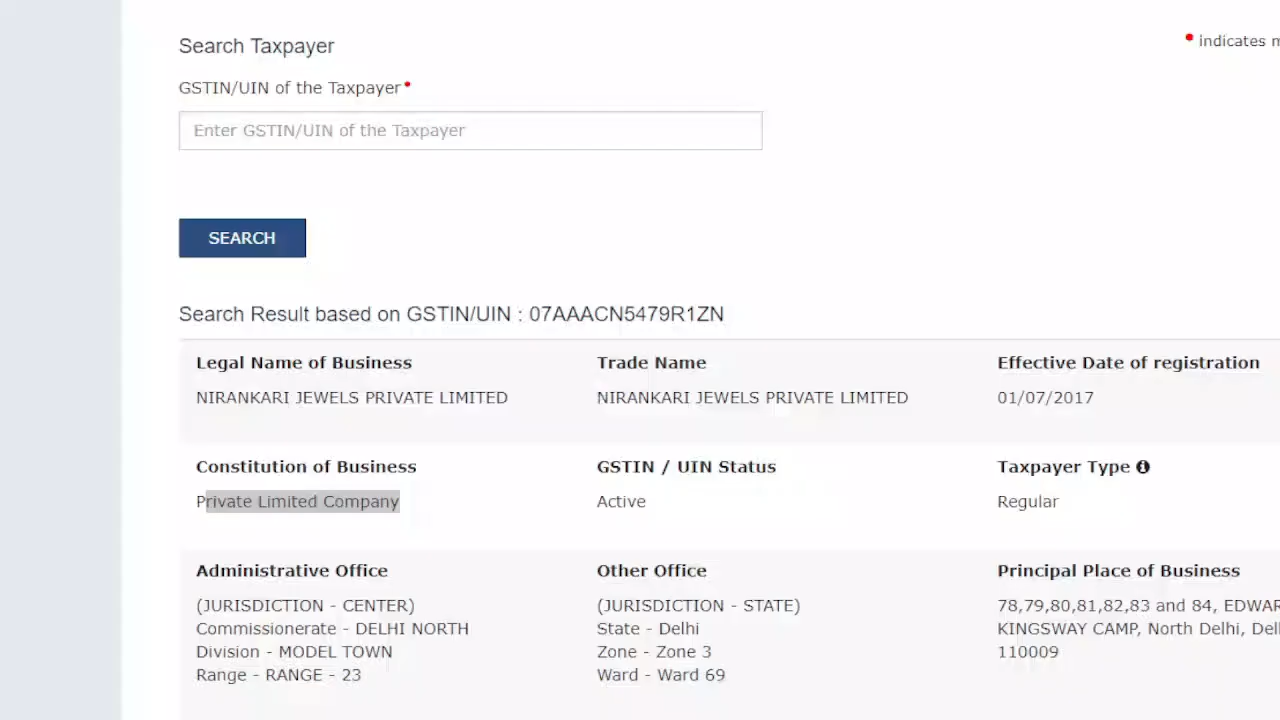 Search Taxpayer
• indicates
GSTIN/UIN of the Taxpayer•
Enter GSTIN/UIN of the Taxpayer
SEARCH
Search Result based on GSTIN/UIN : 07AAACN5479R1ZN
Legal Name of Business
NIRANKARI JEWELS PRIVATE LIMITED
Trade Name
NIRANKARI JEWELS PRIVATE LIMITED
Effective Date of registration
01/07/2017
Constitution of Business
Private Limited Company
GSTIN / UIN Status
Active
Taxpayer Type
Regular
Administrative Office
(JURISDICTION - CENTER)
Commissionerate - DELHI NORTH
Division - MODEL TOWN
Range - RANGE - 23
Other Office
(JURISDICTION - STATE)
State - Delhi
Zone - Zone 3
Ward - Ward 69
Principal Place of Business
78,79,80,81,82,83 and 84,
KINGSWAY CAMP, North Delhi,
110009